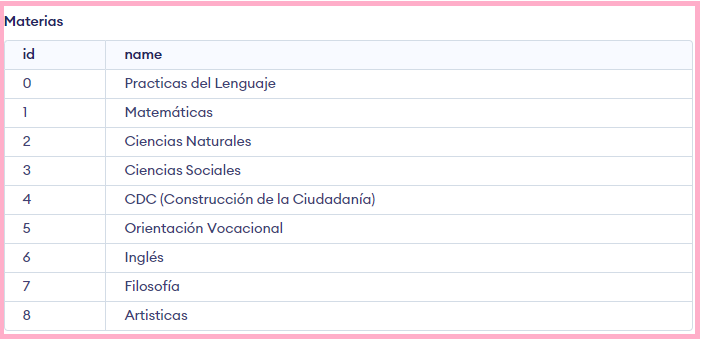 Materias
id name
0 Practicas del Lenguaje
1 Matemáticas
2 Ciencias Naturales
3 Ciencias Sociales
4 CDC (Construcción de la Ciudadanía)
5 Orientación Vocacional
6 Inglés
7 Filosofía
8 Artisticas